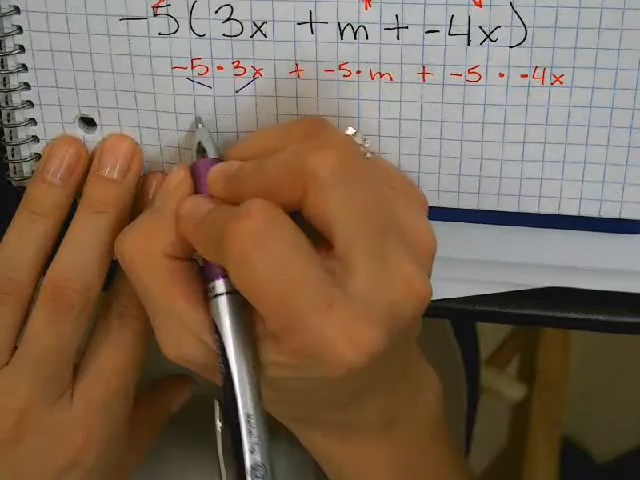 -5(3x + m + -4x)
-5·3x + -5·m + -5·-4x